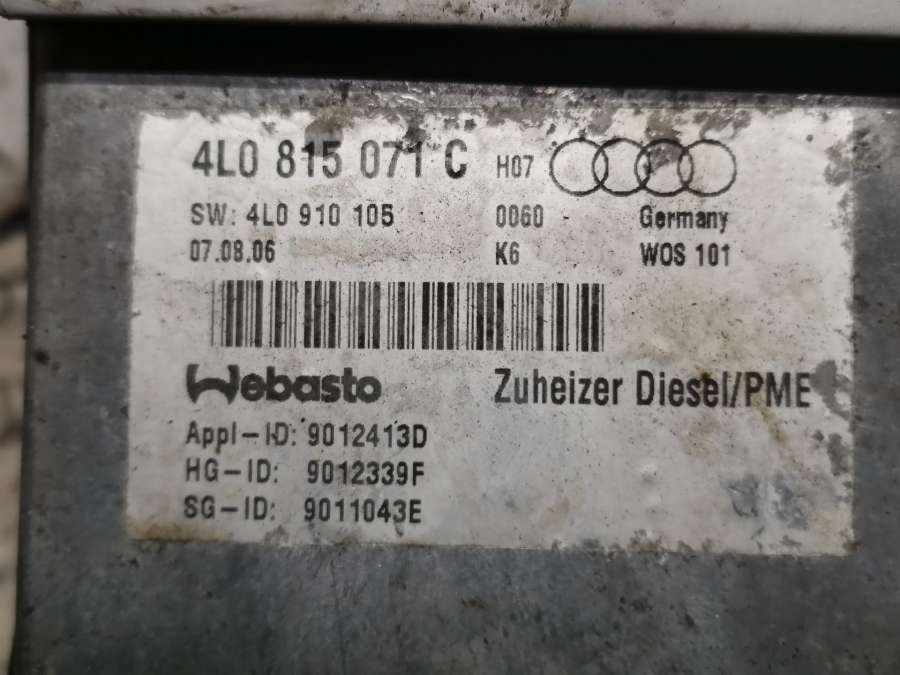 4L0 815 071 C H07
SW: 4L0 910 105 0060 Germany
07.08.06 K6 WOS 101
Webasto Zuheizer Diesel/PME
Appl-ID: 9012413D
HG-ID: 9012339F
SG-ID: 9011043E